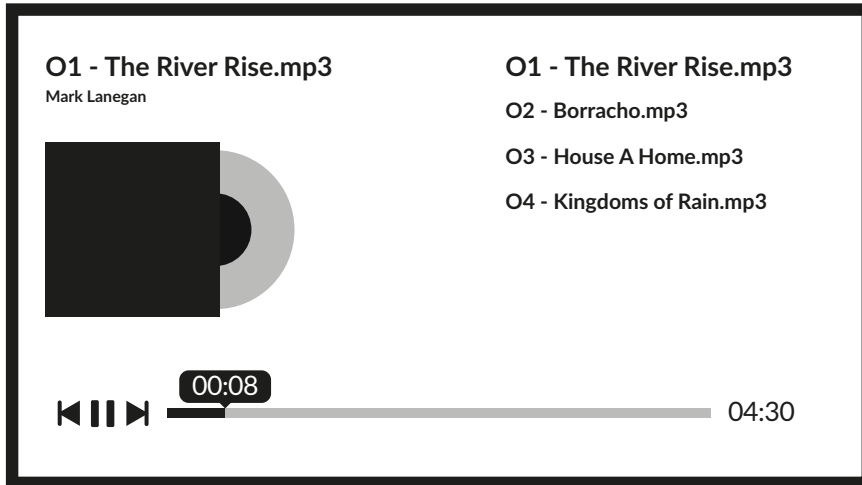 O1 - The River Rise.mp3
Mark Lanegan
O1 - The River Rise.mp3
O2 - Borracho.mp3
O3 - House A Home.mp3
O4 - Kingdoms of Rain.mp3
00:08
04:30